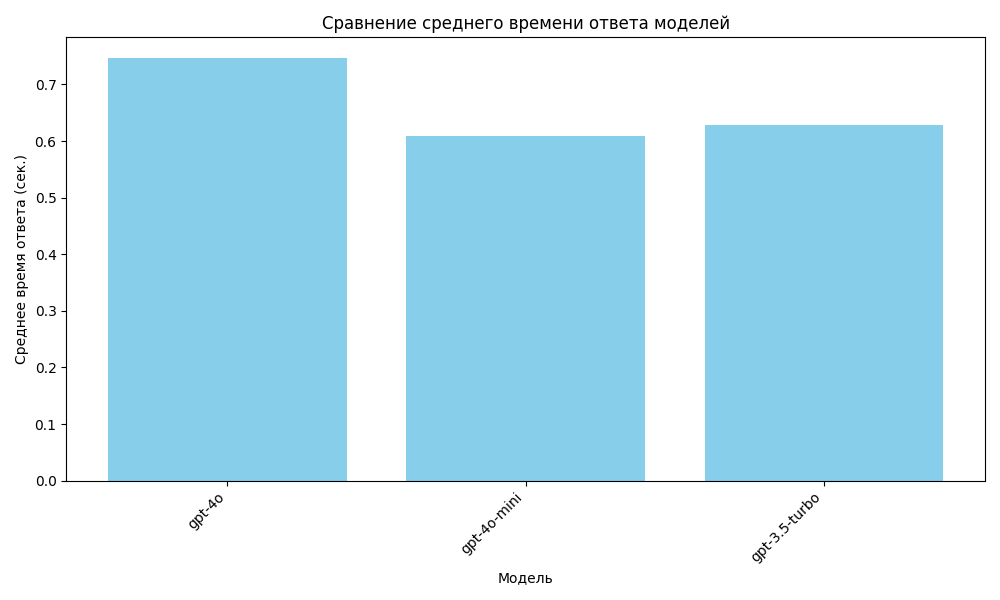 Сравнение среднего времени ответа моделей
Среднее время ответа (сек.)
0.7
0.6
0.5
0.4
0.3
0.2
0.1
0.0
gpt-4o
gpt-4o-mini
gpt-3.5-turbo
Модель